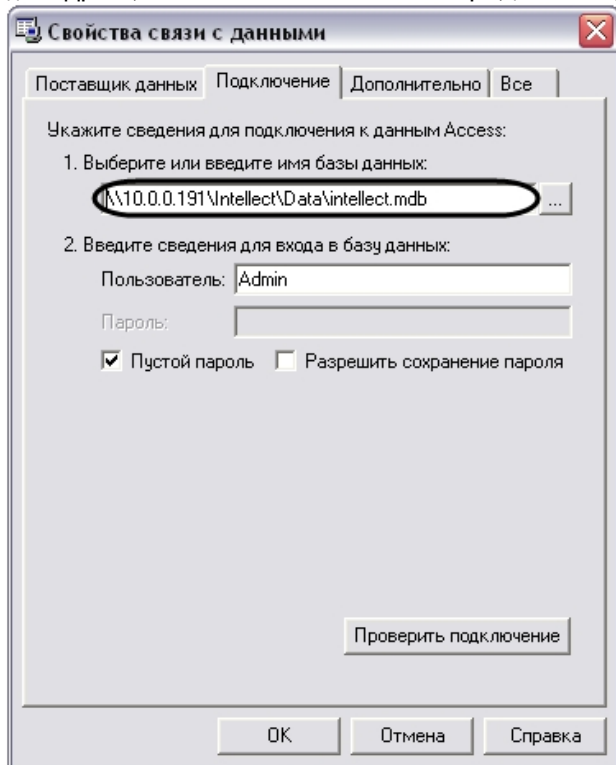 Свойства связи с данными
Поставщик данных Подключение Дополнительно Все
Укажите сведения для подключения к данным Access:
1. Выберите или введите имя базы данных:
\\10.0.0.191\Intellect\Data\intellect.mdb ...
2. Введите сведения для входа в базу данных:
Пользователь: Admin
Пароль:
Пустой пароль Разрешить сохранение пароля
Проверить подключение
ОК Отмена Справка